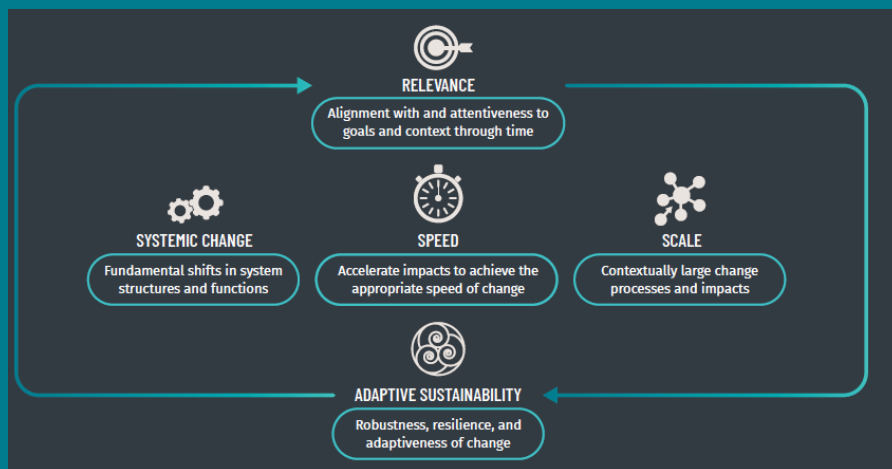 RELEVANCE
Alignment with and attentiveness to
goals and context through time
SYSTEMIC CHANGE
Fundamental shifts in system
structures and functions
SPEED
Accelerate impacts to achieve the
appropriate speed of change
SCALE
Contextually large change
processes and impacts
ADAPTIVE SUSTAINABILITY
Robustness, resilience, and
adaptiveness of change